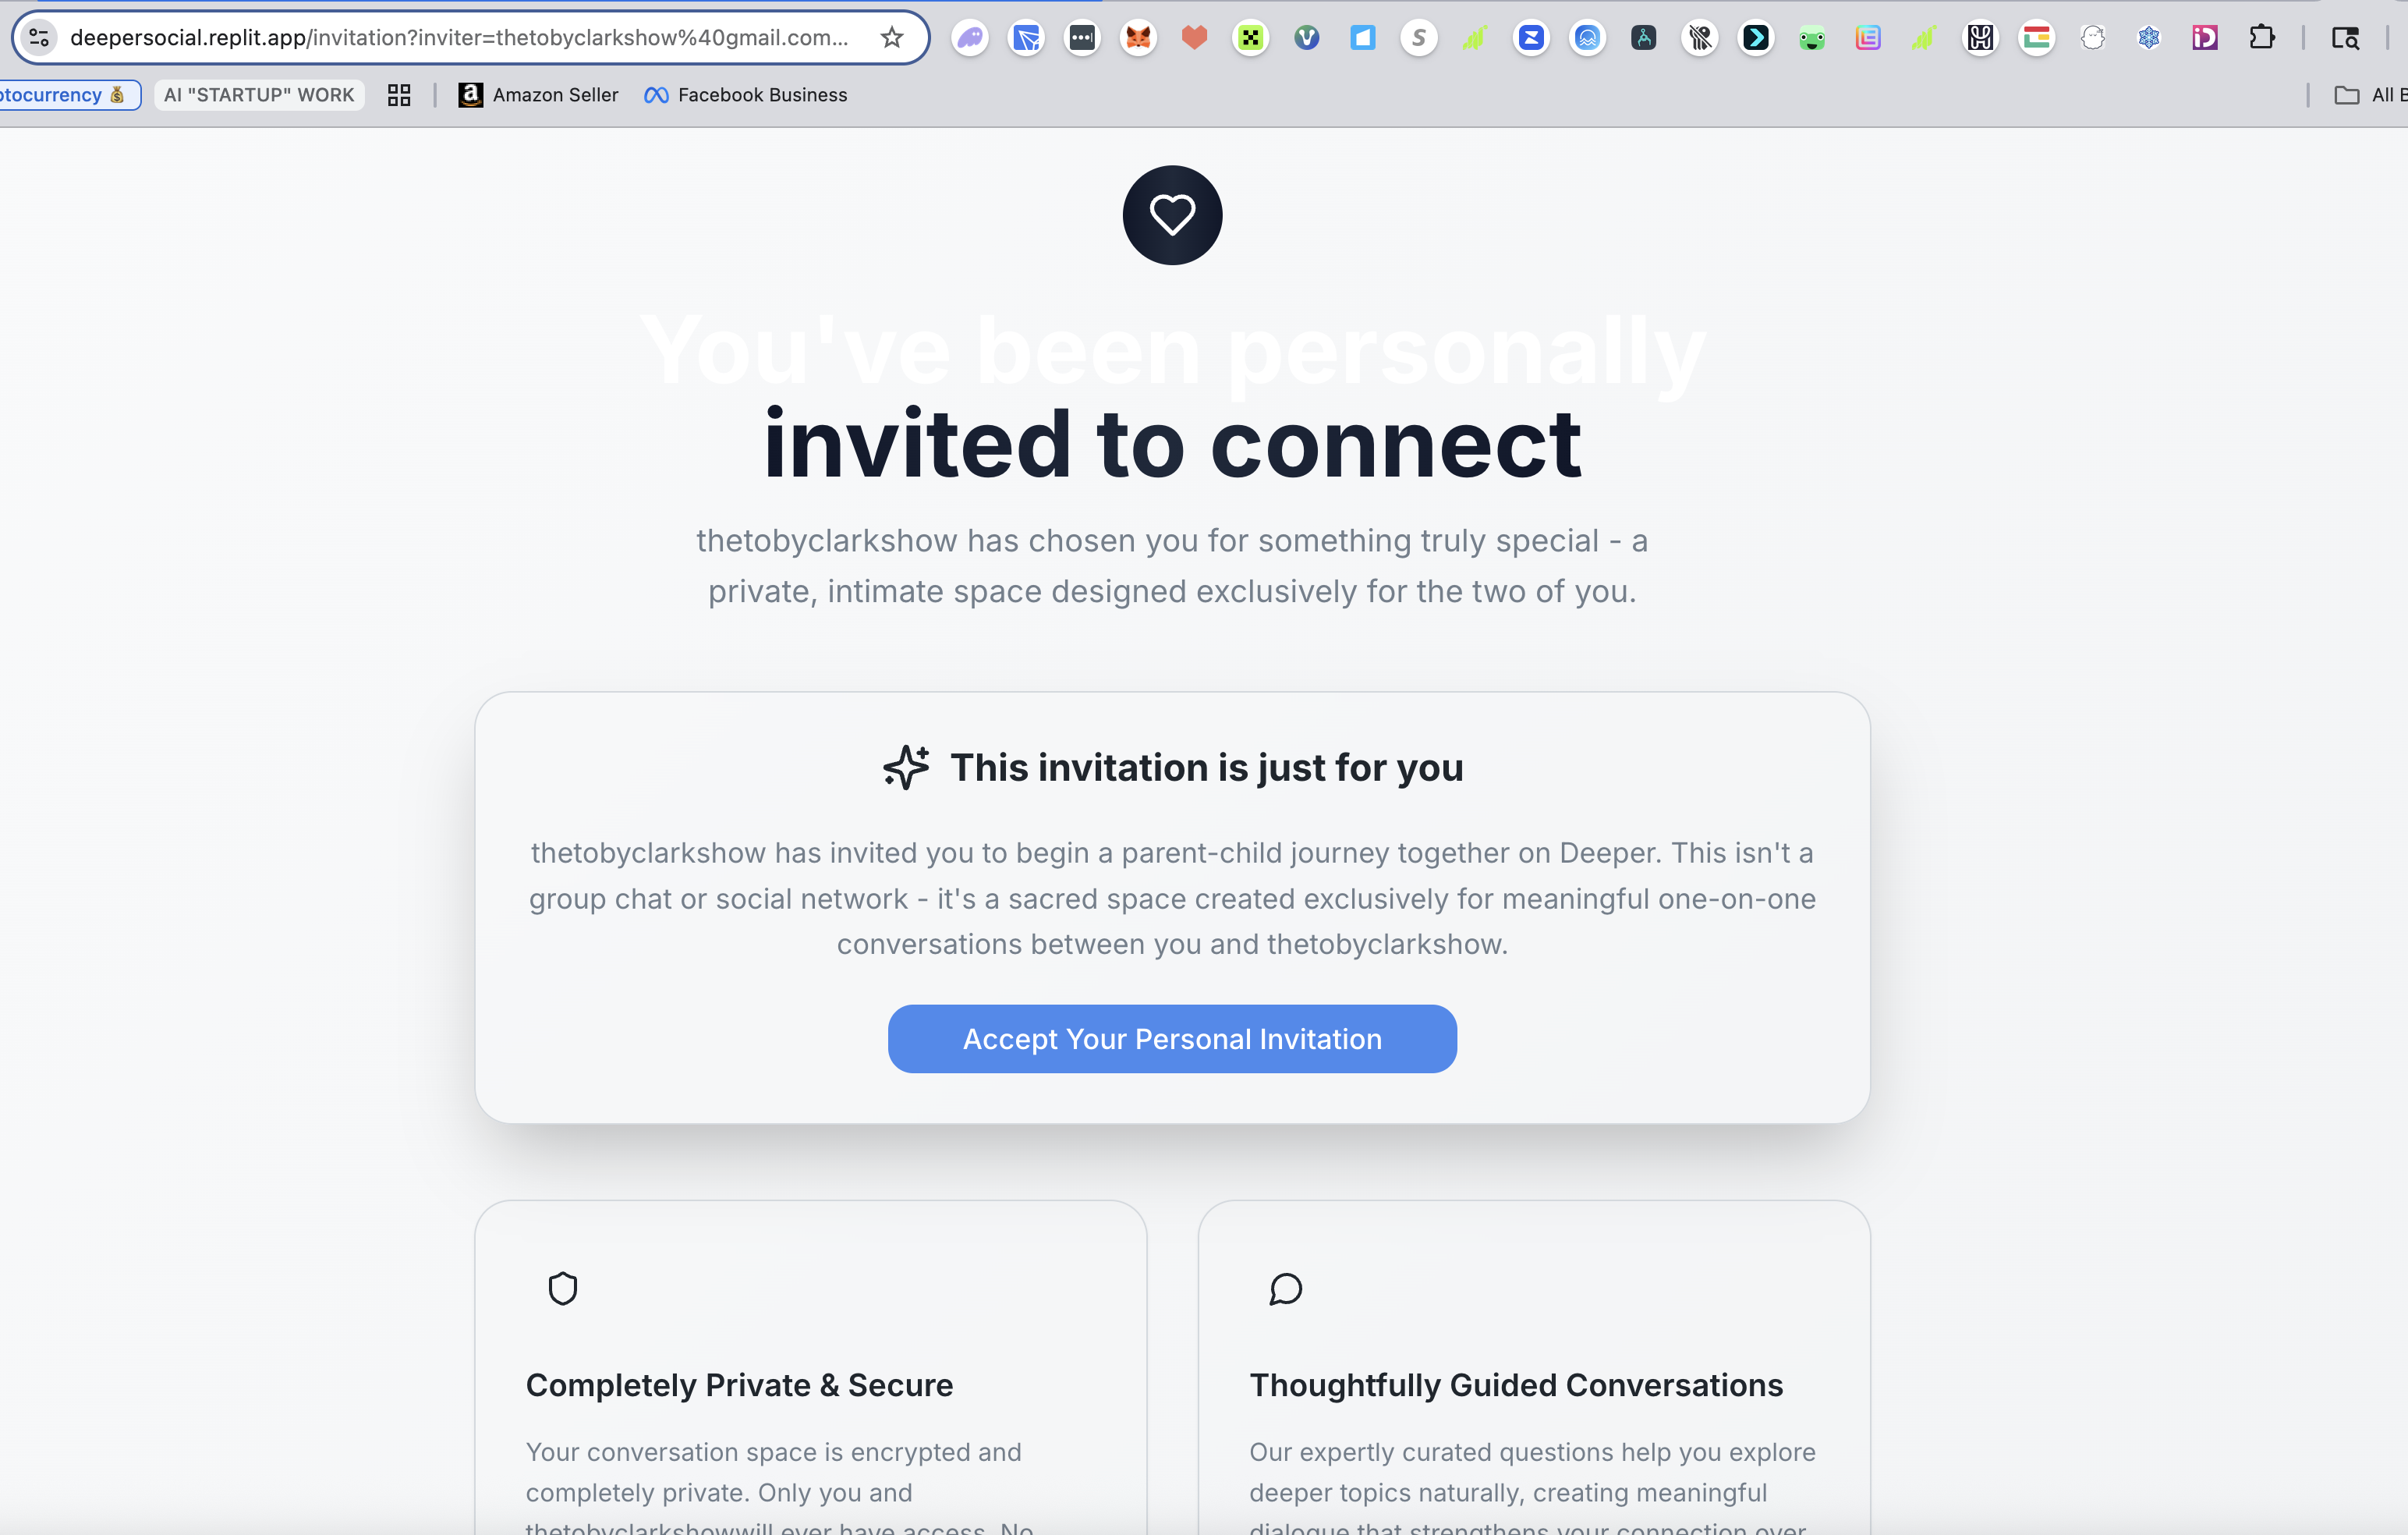 deepersocial.replit.app/invitation?inviter=thetobyclarkshow%40gmail.com...
ptocurrency 💰 AI "STARTUP" WORK Amazon Seller Facebook Business All B
You've been personally
invited to connect
thetobyclarkshow has chosen you for something truly special - a
private, intimate space designed exclusively for the two of you.
This invitation is just for you
thetobyclarkshow has invited you to begin a parent-child journey together on Deeper. This isn't a
group chat or social network - it's a sacred space created exclusively for meaningful one-on-one
conversations between you and thetobyclarkshow.
Accept Your Personal Invitation
Completely Private & Secure
Your conversation space is encrypted and
completely private. Only you and
thetobyclarkshowwill ever have access. No
Thoughtfully Guided Conversations
Our expertly curated questions help you explore
deeper topics naturally, creating meaningful
dialogue that strengthens your connection over